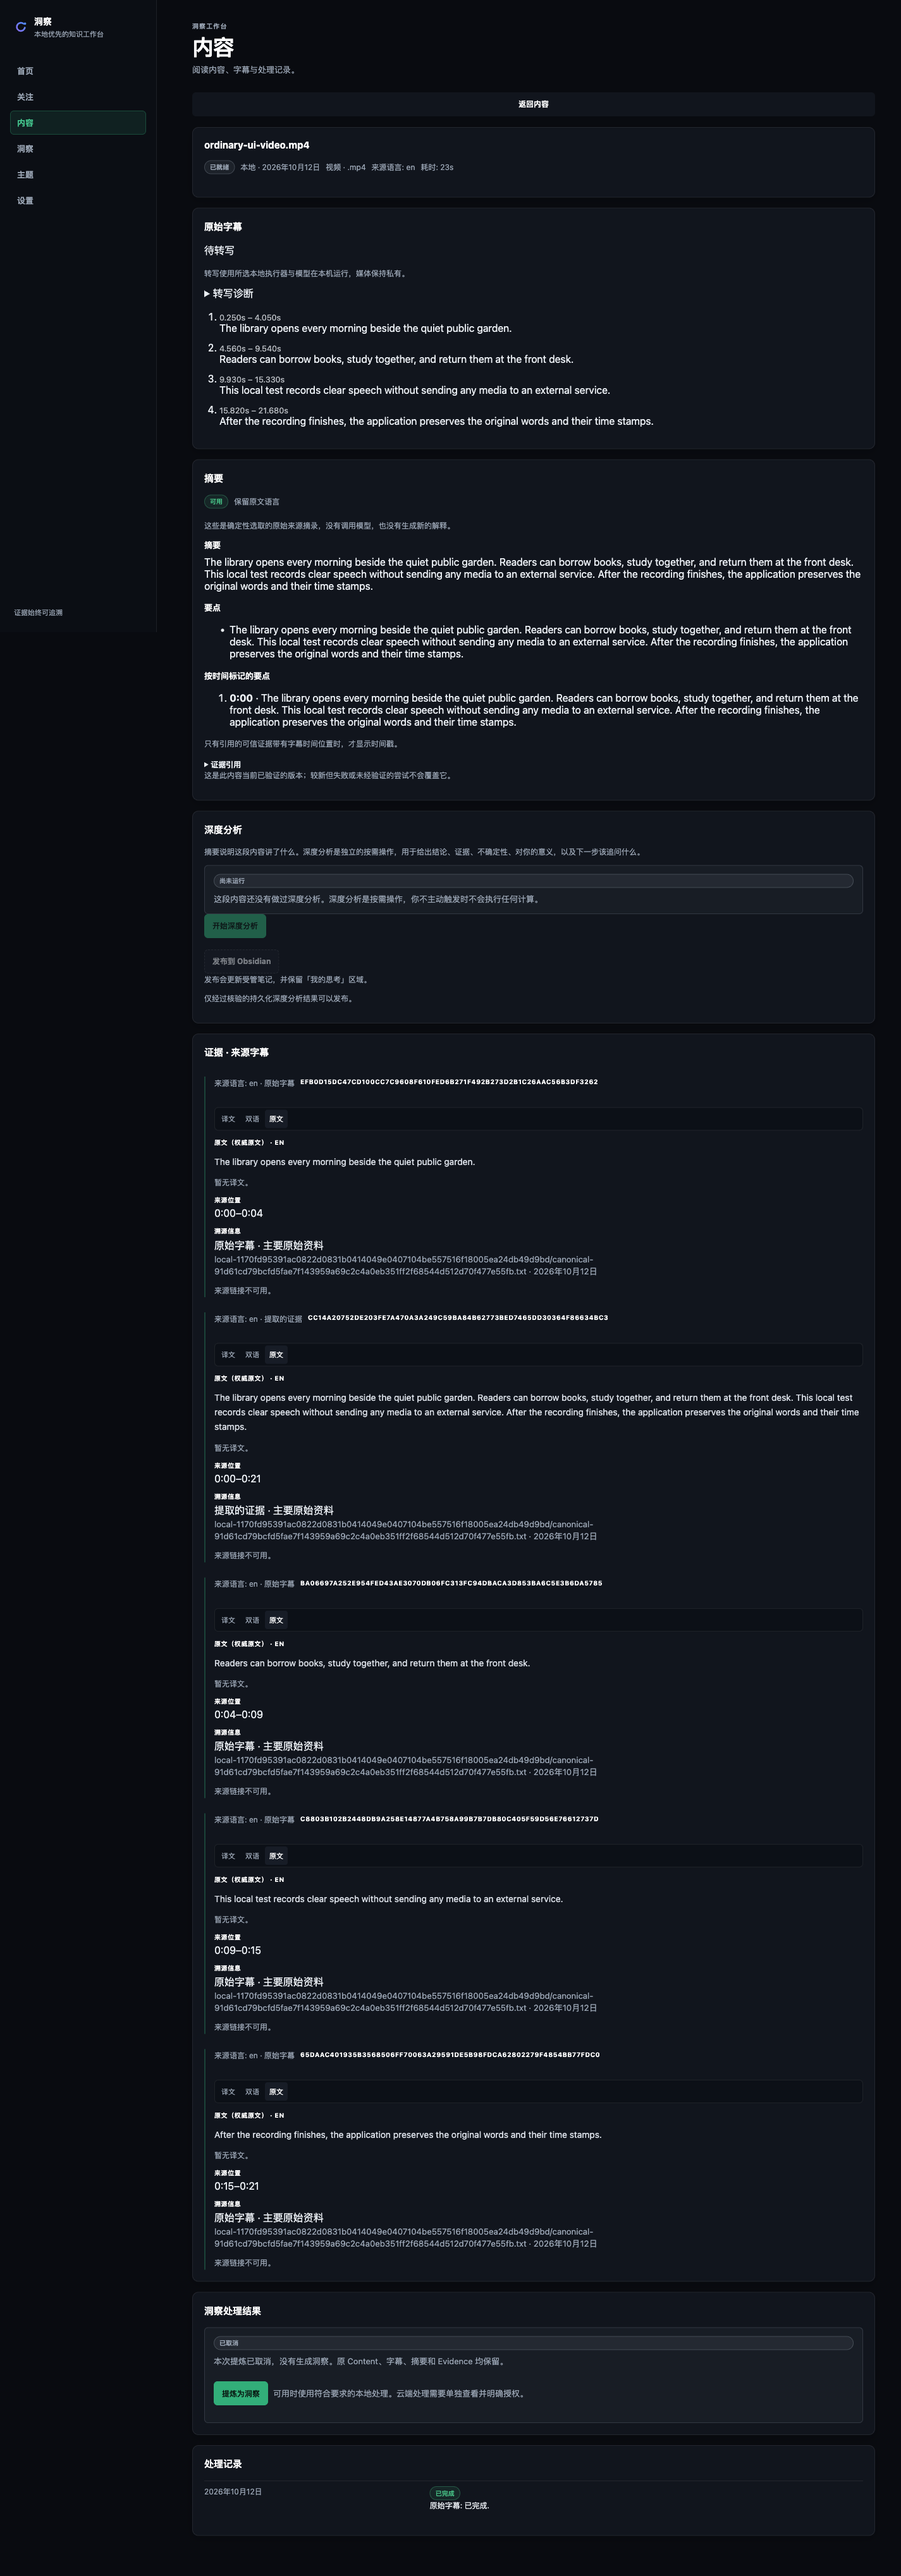 洞察
本地优先的知识工作台
首页
关注
内容
洞察
主题
设置
证据始终可追溯
洞察工作台
内容
阅读内容、字幕与处理记录。
返回内容
ordinary-ui-video.mp4
已就绪 本地 · 2026年10月12日 视频 · .mp4 来源语言: en 耗时: 23s
原始字幕
待转写
转写使用所选本地执行器与模型在本机运行，媒体保持私有。
▶ 转写诊断
1. 0.250s – 4.050s
The library opens every morning beside the quiet public garden.
2. 4.560s – 9.540s
Readers can borrow books, study together, and return them at the front desk.
3. 9.930s – 15.330s
This local test records clear speech without sending any media to an external service.
4. 15.820s – 21.680s
After the recording finishes, the application preserves the original words and their time stamps.
摘要
可用 保留原文语言
这些是确定性选取的原始来源摘录，没有调用模型，也没有生成新的解释。
摘要
The library opens every morning beside the quiet public garden. Readers can borrow books, study together, and return them at the front desk.
This local test records clear speech without sending any media to an external service. After the recording finishes, the application preserves the
original words and their time stamps.
要点
• The library opens every morning beside the quiet public garden. Readers can borrow books, study together, and return them at the front
desk. This local test records clear speech without sending any media to an external service. After the recording finishes, the application
preserves the original words and their time stamps.
按时间标记的要点
1. 0:00 · The library opens every morning beside the quiet public garden. Readers can borrow books, study together, and return them at the
front desk. This local test records clear speech without sending any media to an external service. After the recording finishes, the
application preserves the original words and their time stamps.
只有引用的可信证据带有字幕时间位置时，才显示时间戳。
▶ 证据引用
这是此内容当前已验证的版本；较新但失败或未经验证的尝试不会覆盖它。
深度分析
摘要说明这段内容讲了什么。深度分析是独立的按需操作，用于给出结论、证据、不确定性、对你的意义，以及下一步该追问什么。
尚未运行
这段内容还没有做过深度分析。深度分析是按需操作，你不主动触发时不会执行任何计算。
开始深度分析
发布到 Obsidian
发布会更新受管笔记，并保留「我的思考」区域。
仅经过核验的持久化深度分析结果可以发布。
证据 · 来源字幕
来源语言: en · 原始字幕 EFB0D15DC47CD100CC7C9608F610FED6B271F492B273D2B1C26AAC56B3DF3262
译文 双语 原文
原文（权威原文） · EN
The library opens every morning beside the quiet public garden.
暂无译文。
来源位置
0:00–0:04
溯源信息
原始字幕 · 主要原始资料
local-1170fd95391ac0822d0831b0414049e0407104be557516f18005ea24db49d9bd/canonical-
91d61cd79bcfd5fae7f143959a69c2c4a0eb351ff2f68544d512d70f477e55fb.txt · 2026年10月12日
来源链接不可用。
来源语言: en · 提取的证据 CC14A20752DE203FE7A470A3A249C59BA84B62773BED7465DD30364F86634BC3
译文 双语 原文
原文（权威原文） · EN
The library opens every morning beside the quiet public garden. Readers can borrow books, study together, and return them at the front desk. This local test
records clear speech without sending any media to an external service. After the recording finishes, the application preserves the original words and their time
stamps.
暂无译文。
来源位置
0:00–0:21
溯源信息
提取的证据 · 主要原始资料
local-1170fd95391ac0822d0831b0414049e0407104be557516f18005ea24db49d9bd/canonical-
91d61cd79bcfd5fae7f143959a69c2c4a0eb351ff2f68544d512d70f477e55fb.txt · 2026年10月12日
来源链接不可用。
来源语言: en · 原始字幕 BA06697A252E954FED43AE3070DB06FC313FC94DBACA3D853BA6C5E3B6DA5785
译文 双语 原文
原文（权威原文） · EN
Readers can borrow books, study together, and return them at the front desk.
暂无译文。
来源位置
0:04–0:09
溯源信息
原始字幕 · 主要原始资料
local-1170fd95391ac0822d0831b0414049e0407104be557516f18005ea24db49d9bd/canonical-
91d61cd79bcfd5fae7f143959a69c2c4a0eb351ff2f68544d512d70f477e55fb.txt · 2026年10月12日
来源链接不可用。
来源语言: en · 原始字幕 C8803B102B2448DB9A258E14877A4B758A99B7B7DB80C405F59D56E76612737D
译文 双语 原文
原文（权威原文） · EN
This local test records clear speech without sending any media to an external service.
暂无译文。
来源位置
0:09–0:15
溯源信息
原始字幕 · 主要原始资料
local-1170fd95391ac0822d0831b0414049e0407104be557516f18005ea24db49d9bd/canonical-
91d61cd79bcfd5fae7f143959a69c2c4a0eb351ff2f68544d512d70f477e55fb.txt · 2026年10月12日
来源链接不可用。
来源语言: en · 原始字幕 65DAAC401935B3568506FF70063A29591DE5B98FDCA62802279F4854BB77FDC0
译文 双语 原文
原文（权威原文） · EN
After the recording finishes, the application preserves the original words and their time stamps.
暂无译文。
来源位置
0:15–0:21
溯源信息
原始字幕 · 主要原始资料
local-1170fd95391ac0822d0831b0414049e0407104be557516f18005ea24db49d9bd/canonical-
91d61cd79bcfd5fae7f143959a69c2c4a0eb351ff2f68544d512d70f477e55fb.txt · 2026年10月12日
来源链接不可用。
洞察处理结果
已取消
本次提炼已取消，没有生成洞察。原 Content、字幕、摘要和 Evidence 均保留。
提炼为洞察 可用时使用符合要求的本地处理。云端处理需要单独查看并明确授权。
处理记录
2026年10月12日 已完成
原始字幕: 已完成.